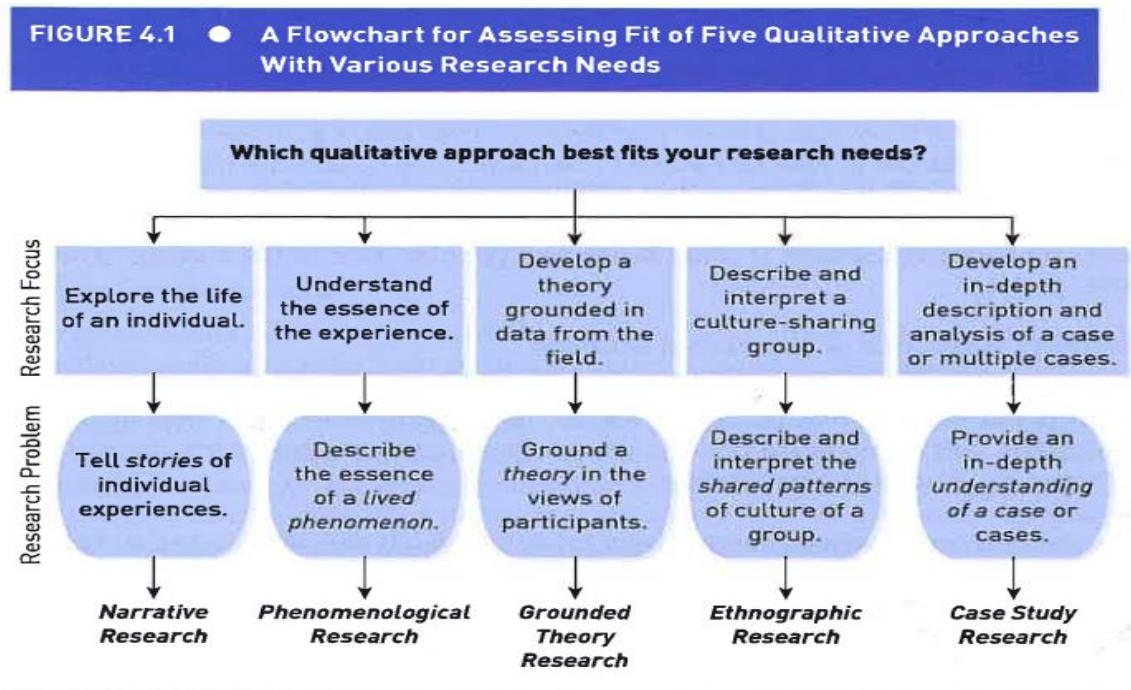 FIGURE 4.1 ● A Flowchart for Assessing Fit of Five Qualitative Approaches
With Various Research Needs
Which qualitative approach best fits your research needs?
Research Focus
Explore the life
of an individual.
Understand
the essence of
the experience.
Develop a
theory
grounded in
data from the
field.
Describe and
interpret a
culture-sharing
group.
Develop an
in-depth
description and
analysis of a case
or multiple cases.
Research Problem
Tell stories of
individual
experiences.
Describe
the essence
of a lived
phenomenon.
Ground a
theory in the
views of
participants.
Describe and
interpret the
shared patterns
of culture of a
group.
Provide an
in-depth
understanding
of a case or
cases.
Narrative
Research
Phenomenological
Research
Grounded
Theory
Research
Ethnographic
Research
Case Study
Research